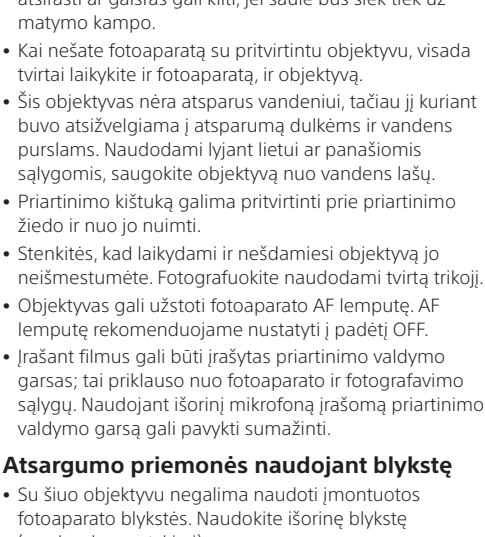 matymo kampo.
• Kai nešate fotoaparatą su pritvirtintu objektyvu, visada
tvirtai laikykite ir fotoaparatą, ir objektyvą.
• Šis objektyvas nėra atsparus vandeniui, tačiau jį kuriant
buvo atsižvelgiama į atsparumą dulkėms ir vandens
purslams. Naudodami lyjant lietui ar panašiomis
sąlygomis, saugokite objektyvą nuo vandens lašų.
• Priartinimo kištuką galima pritvirtinti prie priartinimo
žiedo ir nuo jo nuimti.
• Stenkitės, kad laikydami ir nešdamiesi objektyvą jo
neišmestumėte. Fotografuokite naudodami tvirtą trikojį.
• Objektyvas gali užstoti fotoaparato AF lemputę. AF
lemputę rekomenduojame nustatyti į padėtį OFF.
• Įrašant filmus gali būti įrašytas priartinimo valdymo
garsas; tai priklauso nuo fotoaparato ir fotografavimo
sąlygų. Naudojant išorinį mikrofoną įrašomą priartinimo
valdymo garsą gali pavykti sumažinti.
Atsargumo priemonės naudojant blykstę
• Su šiuo objektyvu negalima naudoti įmontuotos
fotoaparato blykstės. Naudokite išorinę blykstę